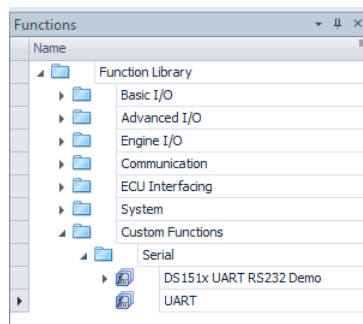 Functions
Name
Function Library
Basic I/O
Advanced I/O
Engine I/O
Communication
ECU Interfacing
System
Custom Functions
Serial
DS151x UART RS232 Demo
UART